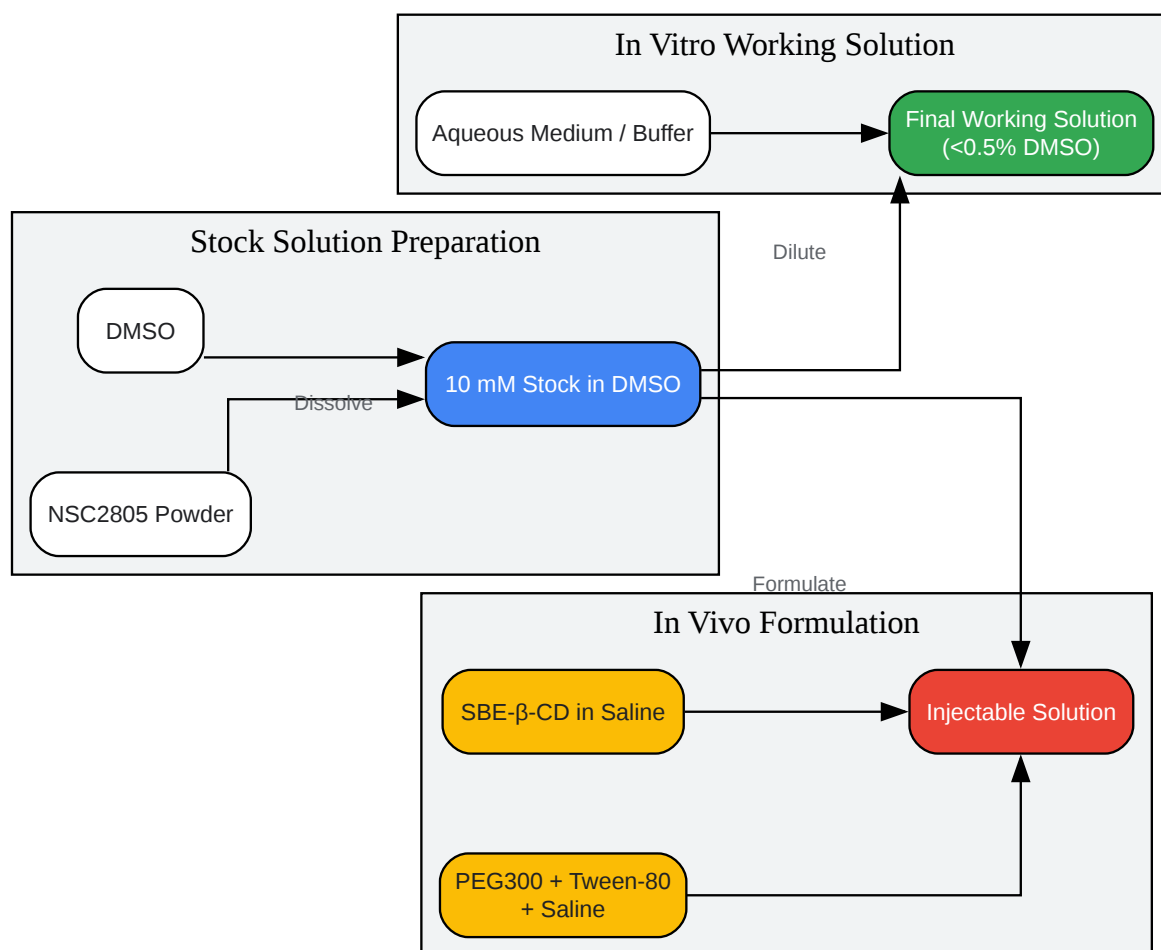 In Vitro Working Solution
Aqueous Medium / Buffer
Final Working Solution
(<0.5% DMSO)
Dilute
Stock Solution Preparation
DMSO
10 mM Stock in DMSO
Dissolve
NSC2805 Powder
Formulate
In Vivo Formulation
SBE-β-CD in Saline
Injectable Solution
PEG300 + Tween-80
+ Saline